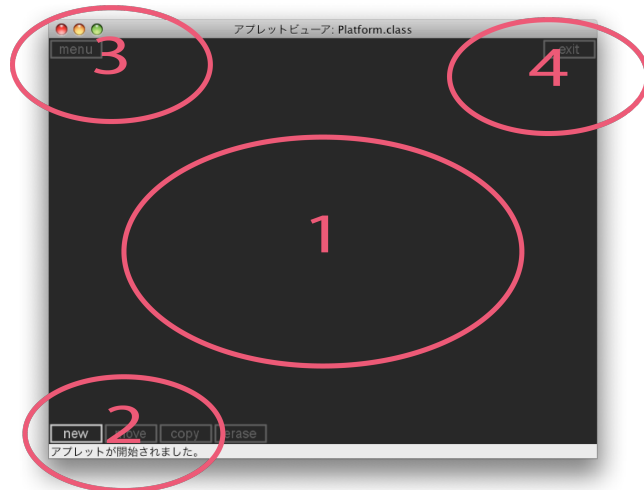 アプレットビューア: Platform.class
menu
3
exit
4
1
2
new move copy erase
アプレットが開始されました。